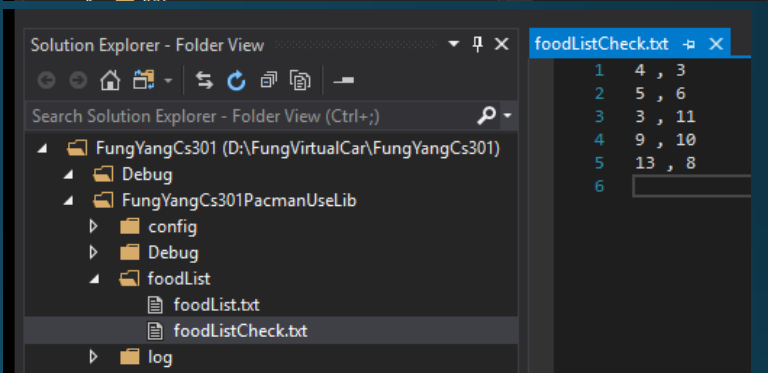 Solution Explorer - Folder View
Search Solution Explorer - Folder View (Ctrl+;)
FungYangCs301 (D:\FungVirtualCar\FungYangCs301)
Debug
FungYangCs301PacmanUseLib
config
Debug
foodList
foodList.txt
foodListCheck.txt
log
foodListCheck.txt
1 4 , 3
2 5 , 6
3 3 , 11
4 9 , 10
5 13 , 8
6